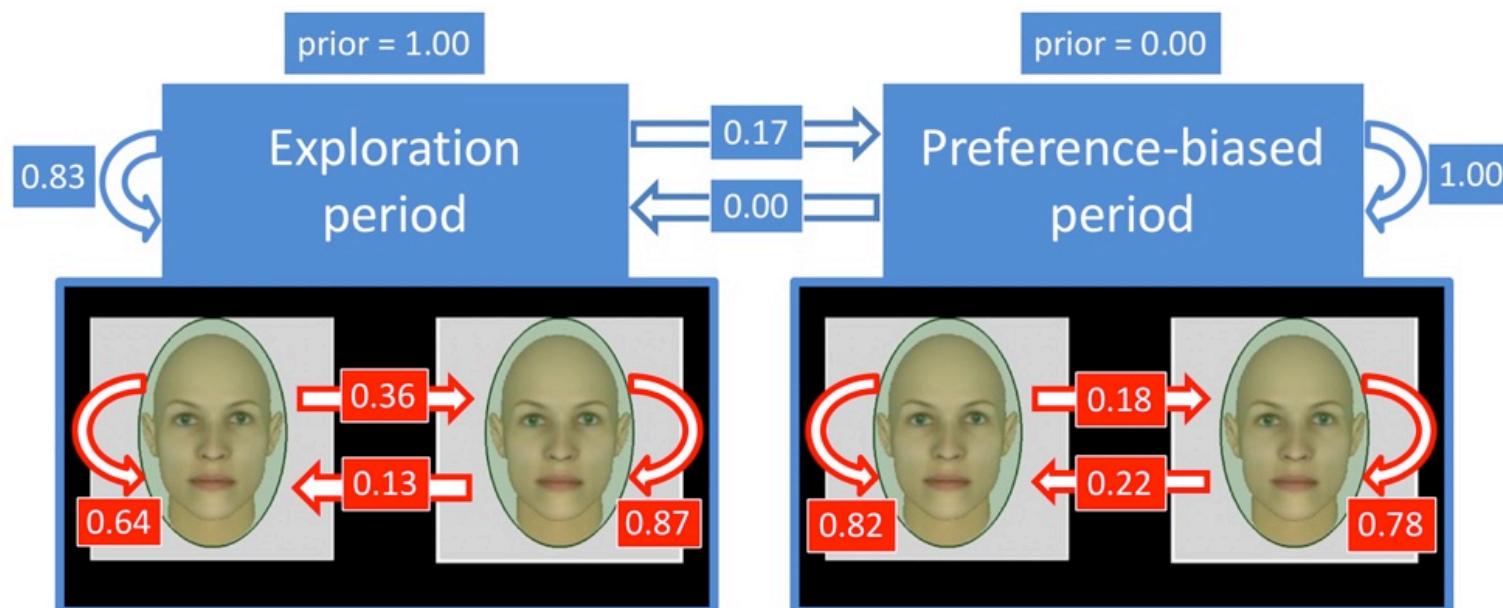 prior = 1.00
prior = 0.00
Exploration
period
Preference-biased
period
0.83
0.17
0.00
1.00
0.36
0.13
0.64
0.87
0.18
0.22
0.82
0.78